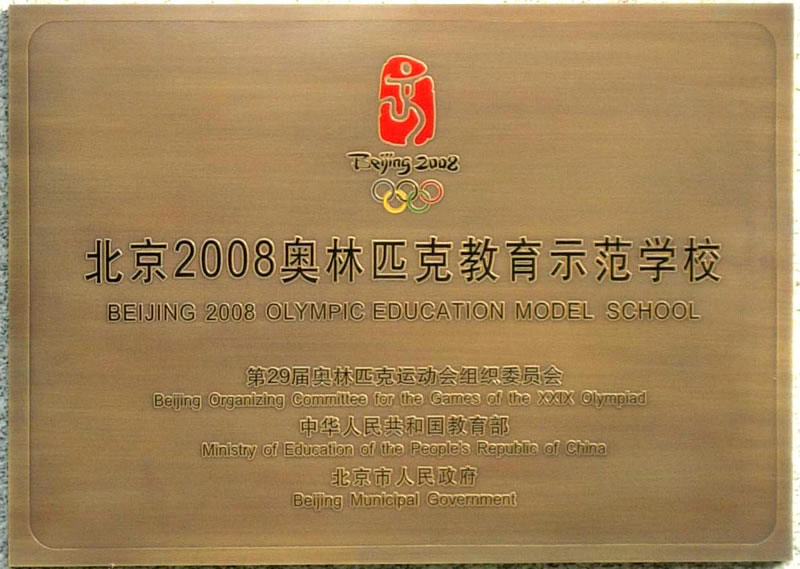 Beijing 2008
北京2008奥林匹克教育示范学校
BEIJING 2008 OLYMPIC EDUCATION MODEL SCHOOL
第29届奥林匹克运动会组织委员会
Beijing Organizing Committee for the Games of the XXIX Olympiad
中华人民共和国教育部
Ministry of Education of the People's Republic of China
北京市人民政府
Beijing Municipal Government